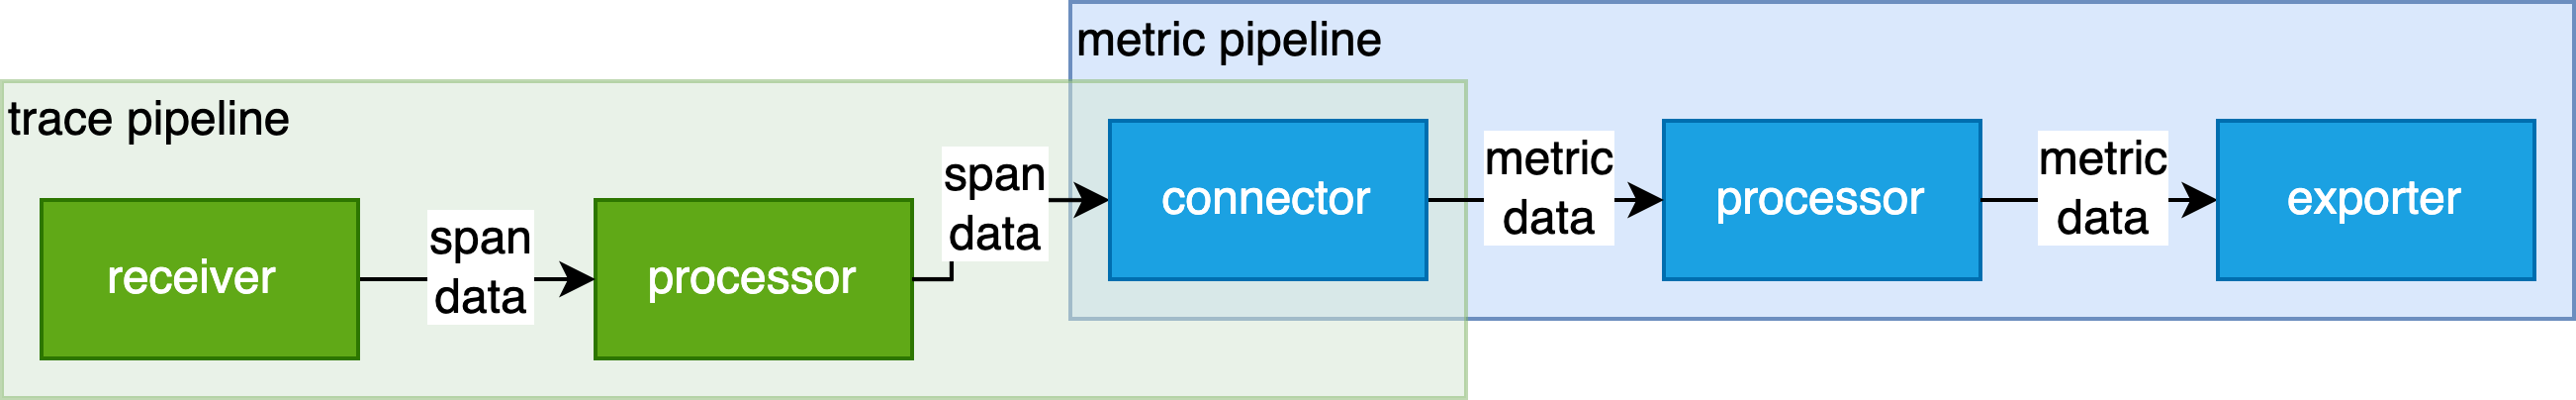 metric pipeline
trace pipeline
receiver
span
data
processor
span
data
connector
metric
data
processor
metric
data
exporter